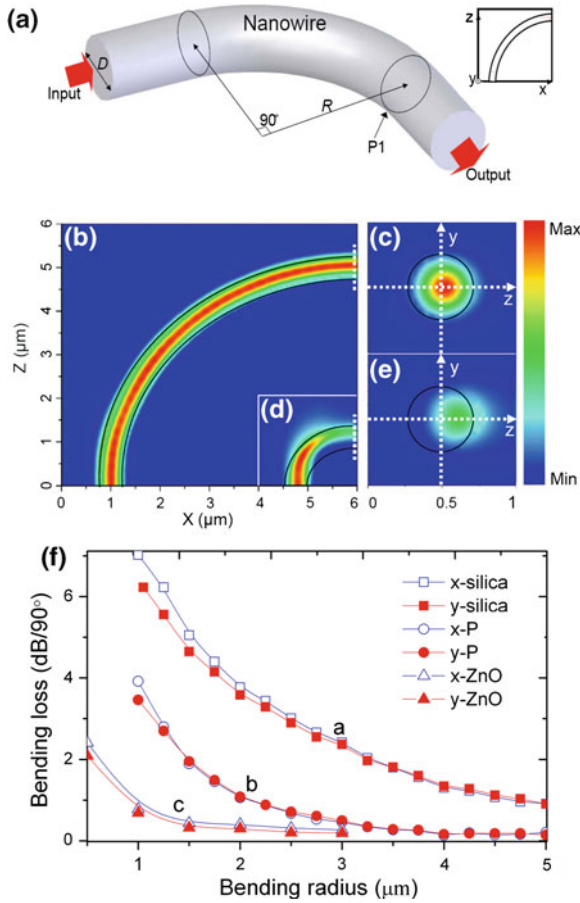 (a)
Nanowire
D
Input
90°
R
P1
Output
z
y
x
(b)
6
5
4
3
2
1
0
Z (μm)
0 1 2 3 4 5 6
X (μm)
(d)
(c)
y
z
(e)
y
z
0 0.5 1
Max
Min
(f)
6
4
2
0
Bending loss (dB/90°)
x-silica
y-silica
x-P
y-P
x-ZnO
y-ZnO
a
b
c
1 2 3 4 5
Bending radius (μm)